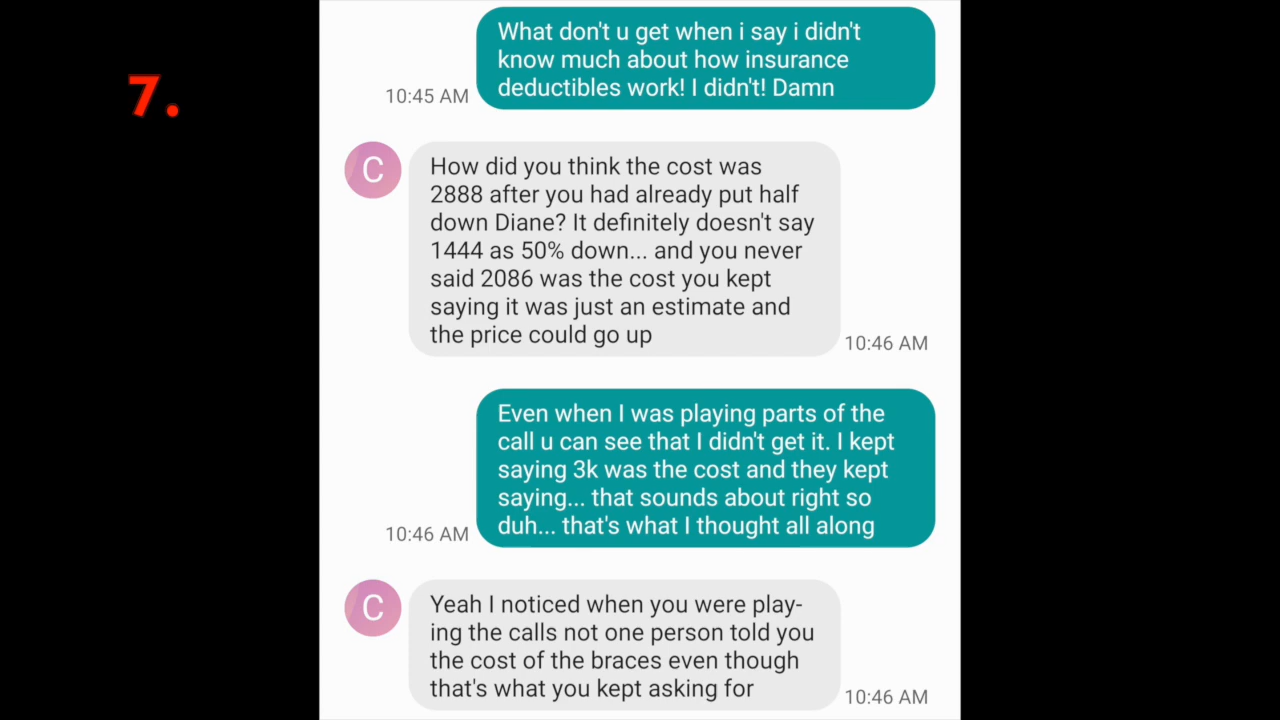 7.
What don't u get when i say i didn't
know much about how insurance
deductibles work! I didn't! Damn
10:45 AM
C
How did you think the cost was
2888 after you had already put half
down Diane? It definitely doesn't say
1444 as 50% down... and you never
said 2086 was the cost you kept
saying it was just an estimate and
the price could go up
10:46 AM
Even when I was playing parts of the
call u can see that I didn't get it. I kept
saying 3k was the cost and they kept
saying... that sounds about right so
duh... that's what I thought all along
10:46 AM
C
Yeah I noticed when you were play-
ing the calls not one person told you
the cost of the braces even though
that's what you kept asking for
10:46 AM